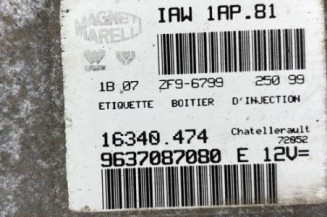 MAGNETI MARELLI
IAW 1AP.81
1B 07 ZF9-6799 250 99
ETIQUETTE BOITIER D'INJECTION
16340.474 Chatellerault
72052
9637087080 E 12V=